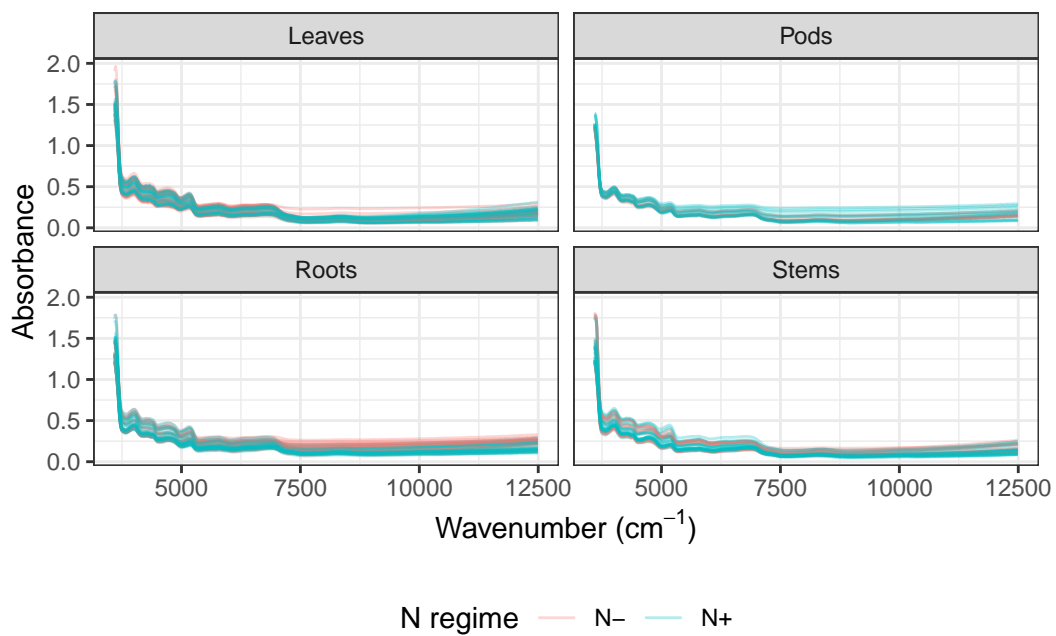 Leaves Pods
2.0
1.5
1.0
0.5
0.0
Roots Stems
2.0
1.5
1.0
0.5
0.0
Absorbance
5000 7500 10000 12500 5000 7500 10000 12500
Wavenumber (cm⁻¹)
N regime N− N+